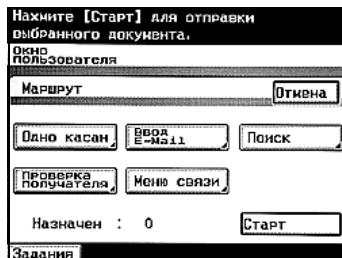 Нажмите [Старт] для отправки
выбранного документа.
Окно
пользователя
Маршрут
Отмена
Одно касан.
Ввод
E-Mail
Поиск
Проверка
получателя
Меню связи
Назначен : 0
Старт
Задания